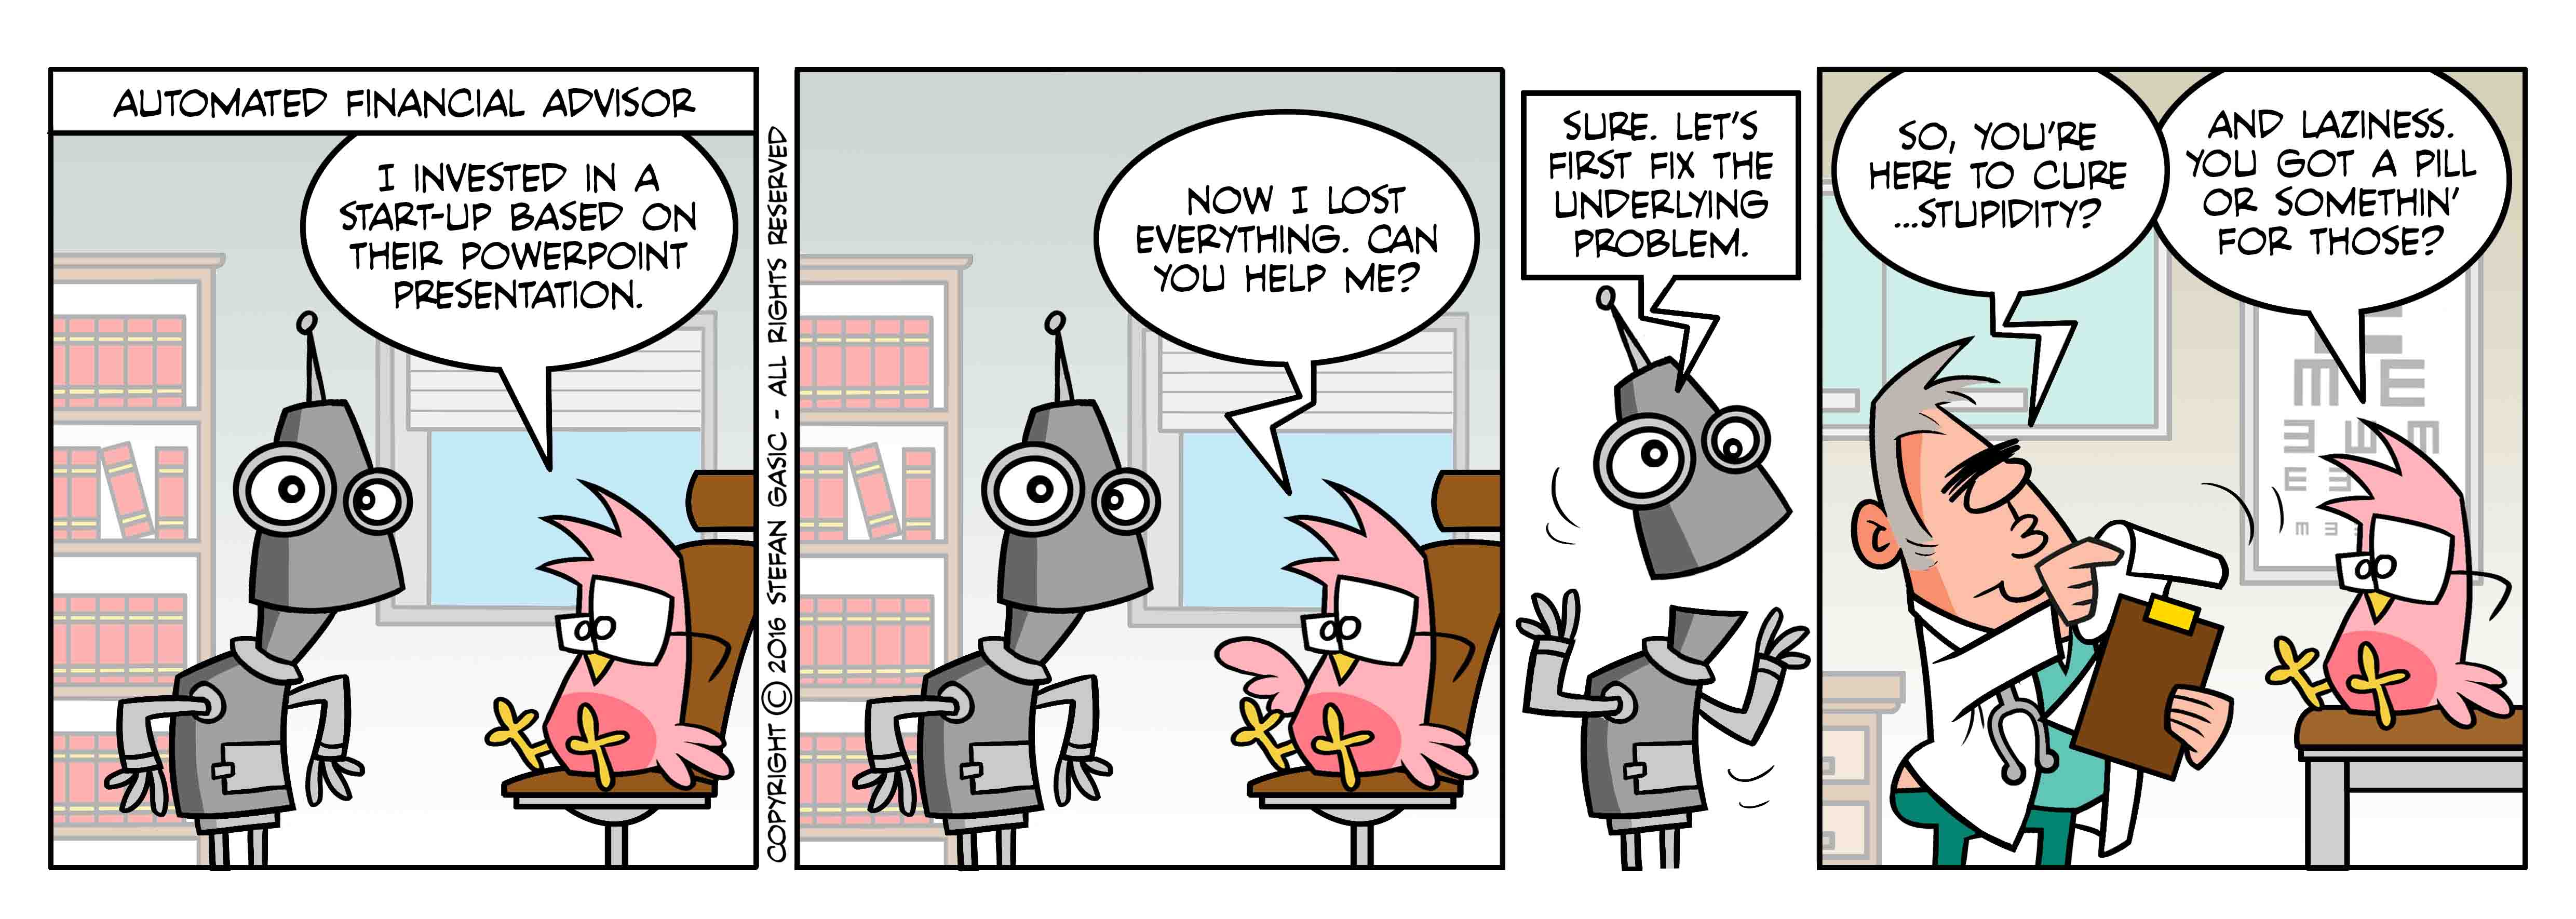 AUTOMATED FINANCIAL ADVISOR
I INVESTED IN A
START-UP BASED ON
THEIR POWERPOINT
PRESENTATION.
COPYRIGHT © 2016 STEFAN GASIC - ALL RIGHTS RESERVED
NOW I LOST
EVERYTHING. CAN
YOU HELP ME?
SURE. LET'S
FIRST FIX THE
UNDERLYING
PROBLEM.
SO, YOU'RE
HERE TO CURE
...STUPIDITY?
AND LAZINESS.
YOU GOT A PILL
OR SOMETHIN'
FOR THOSE?